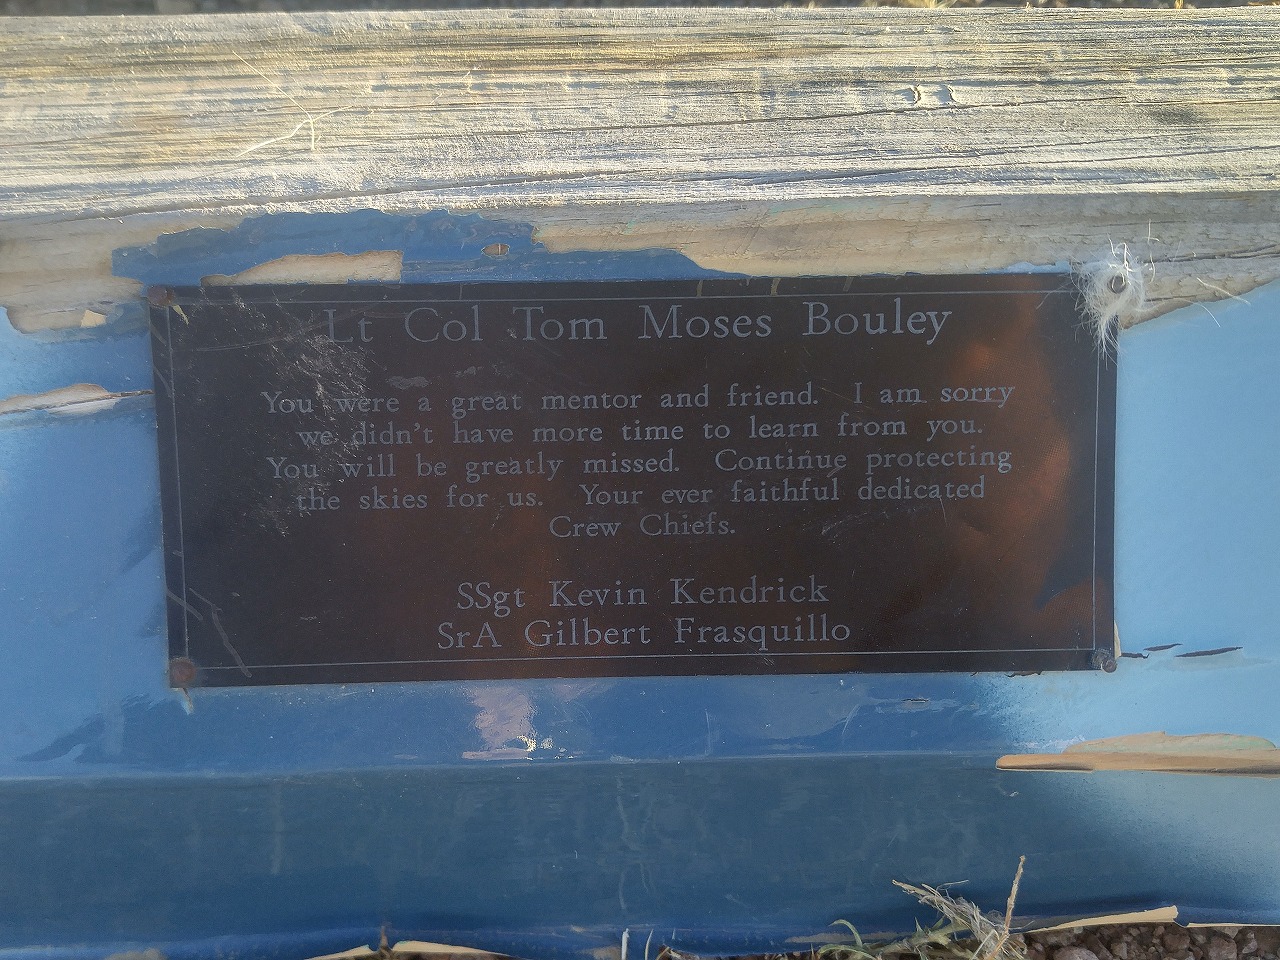 Lt Col Tom Moses Bouley
You were a great mentor and friend. I am sorry
we didn't have more time to learn from you.
You will be greatly missed. Continue protecting
the skies for us. Your ever faithful dedicated
Crew Chiefs.
SSgt Kevin Kendrick
SrA Gilbert Frasquillo